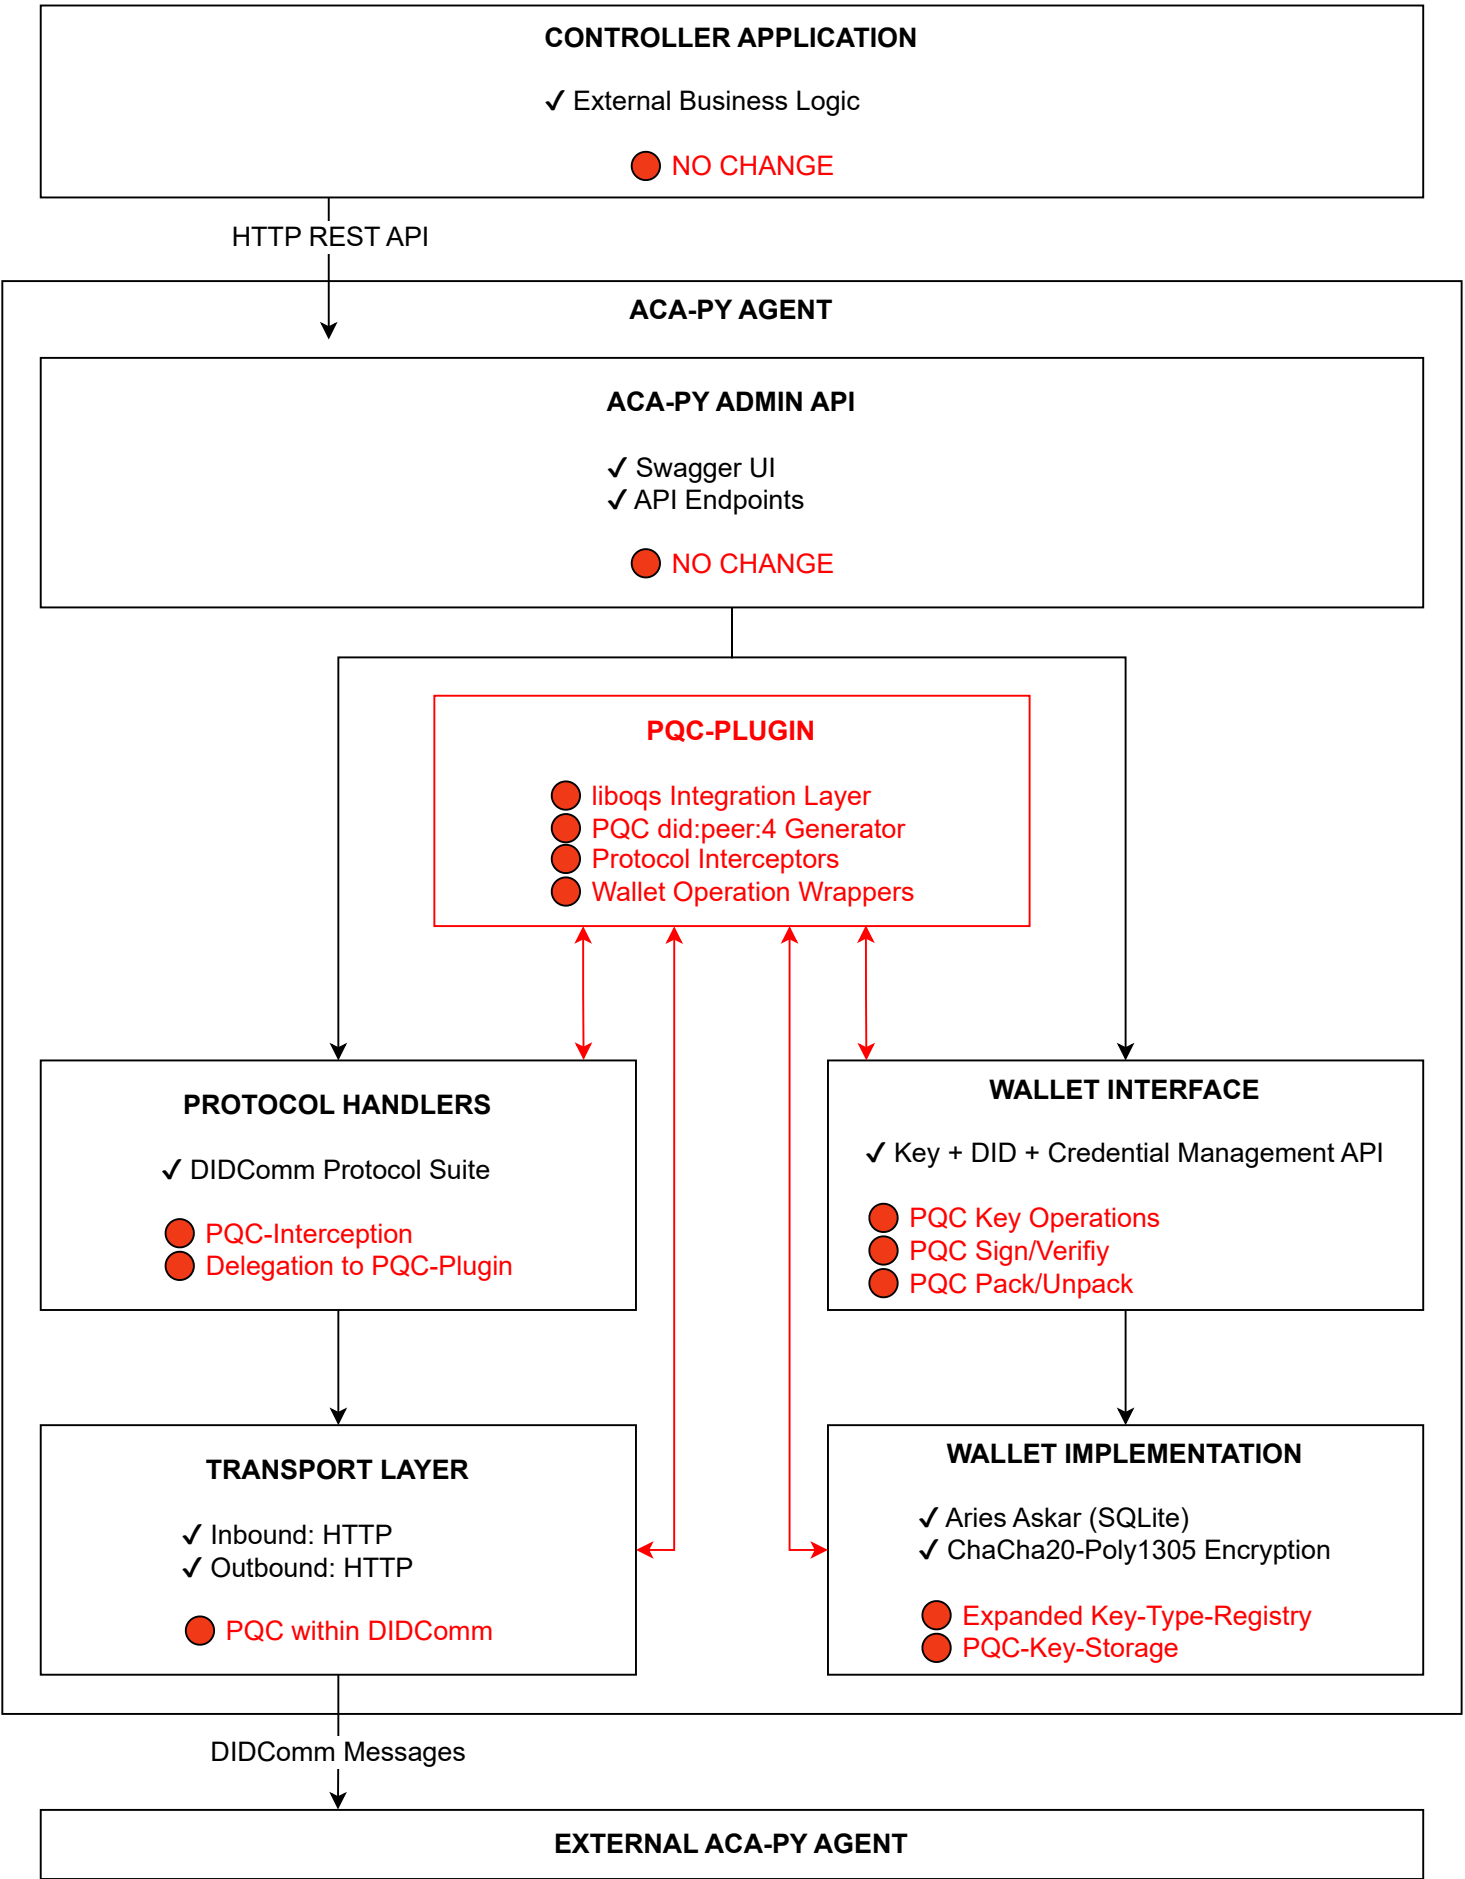 CONTROLLER APPLICATION
✓ External Business Logic
NO CHANGE
HTTP REST API
ACA-PY AGENT
ACA-PY ADMIN API
✓ Swagger UI
✓ API Endpoints
NO CHANGE
PQC-PLUGIN
liboqs Integration Layer
PQC did:peer:4 Generator
Protocol Interceptors
Wallet Operation Wrappers
PROTOCOL HANDLERS
✓ DIDComm Protocol Suite
PQC-Interception
Delegation to PQC-Plugin
WALLET INTERFACE
✓ Key + DID + Credential Management API
PQC Key Operations
PQC Sign/Verifiy
PQC Pack/Unpack
TRANSPORT LAYER
✓ Inbound: HTTP
✓ Outbound: HTTP
PQC within DIDComm
WALLET IMPLEMENTATION
✓ Aries Askar (SQLite)
✓ ChaCha20-Poly1305 Encryption
Expanded Key-Type-Registry
PQC-Key-Storage
DIDComm Messages
EXTERNAL ACA-PY AGENT